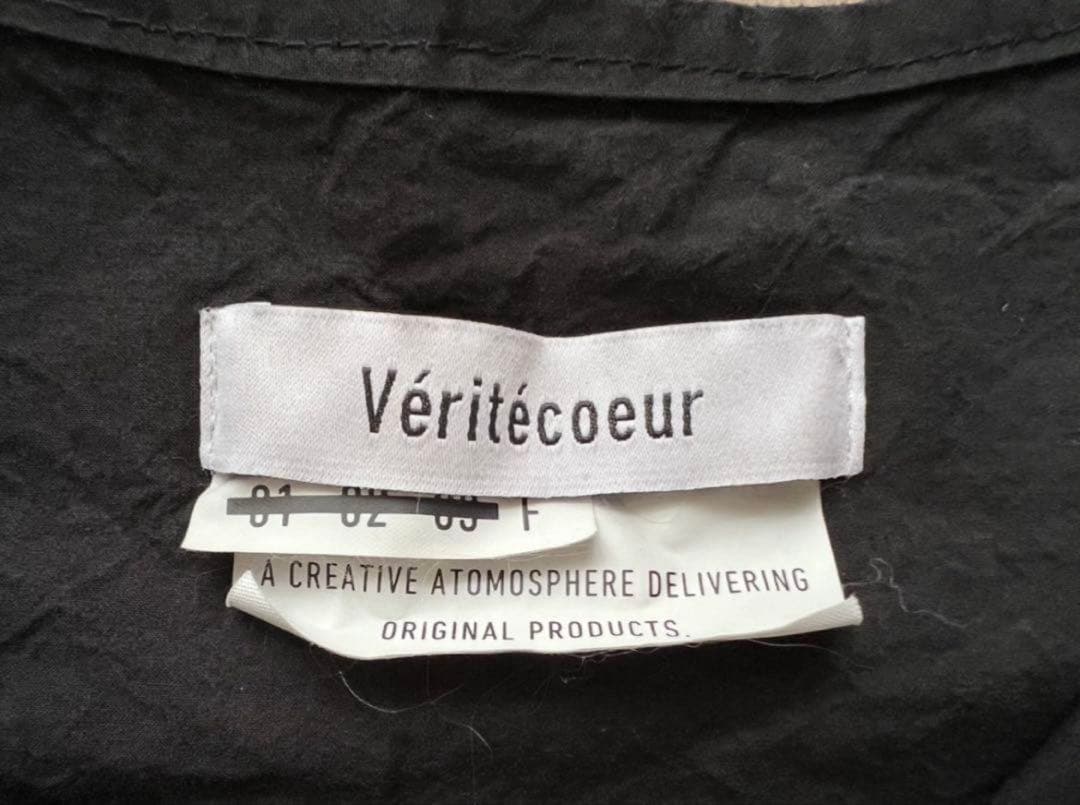 Véritécoeur
01 02 03 F
A CREATIVE ATOMOSPHERE DELIVERING
ORIGINAL PRODUCTS.